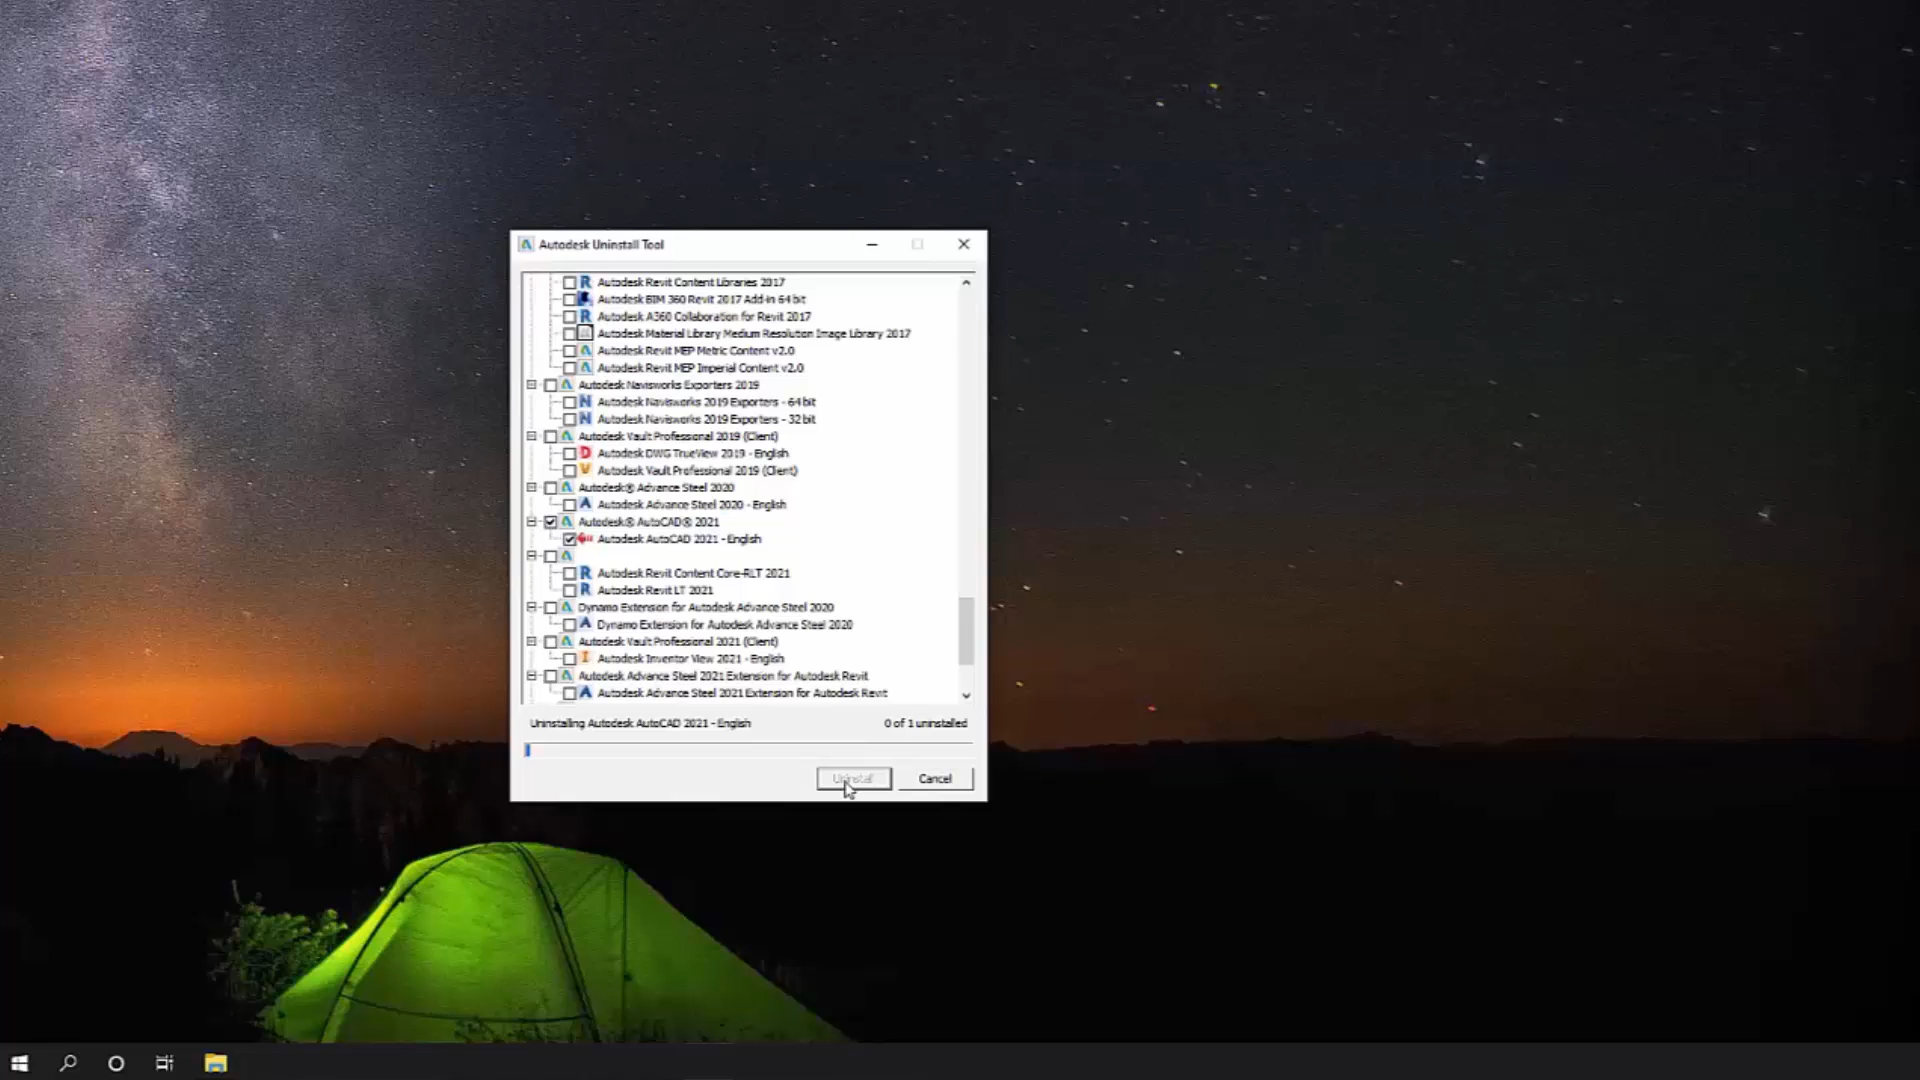 Autodesk Uninstall Tool
Autodesk Revit Content Libraries 2017
Autodesk BIM 360 Revit 2017 Add-in 64 bit
Autodesk A360 Collaboration for Revit 2017
Autodesk Material Library Medium Resolution Image Library 2017
Autodesk Revit MEP Metric Content v2.0
Autodesk Revit MEP Imperial Content v2.0
Autodesk Navisworks Exporters 2019
Autodesk Navisworks 2019 Exporters - 64 bit
Autodesk Navisworks 2019 Exporters - 32 bit
Autodesk Vault Professional 2019 (Client)
Autodesk DWG TrueView 2019 - English
Autodesk Vault Professional 2019 (Client)
Autodesk® Advance Steel 2020
Autodesk Advance Steel 2020 - English
Autodesk® AutoCAD® 2021
Autodesk AutoCAD 2021 - English
Autodesk Revit Content Core-RLT 2021
Autodesk Revit LT 2021
Dynamo Extension for Autodesk Advance Steel 2020
Dynamo Extension for Autodesk Advance Steel 2020
Autodesk Vault Professional 2021 (Client)
Autodesk Inventor View 2021 - English
Autodesk Advance Steel 2021 Extension for Autodesk Revit
Autodesk Advance Steel 2021 Extension for Autodesk Revit
Uninstalling Autodesk AutoCAD 2021 - English 0 of 1 uninstalled
Uninstall Cancel